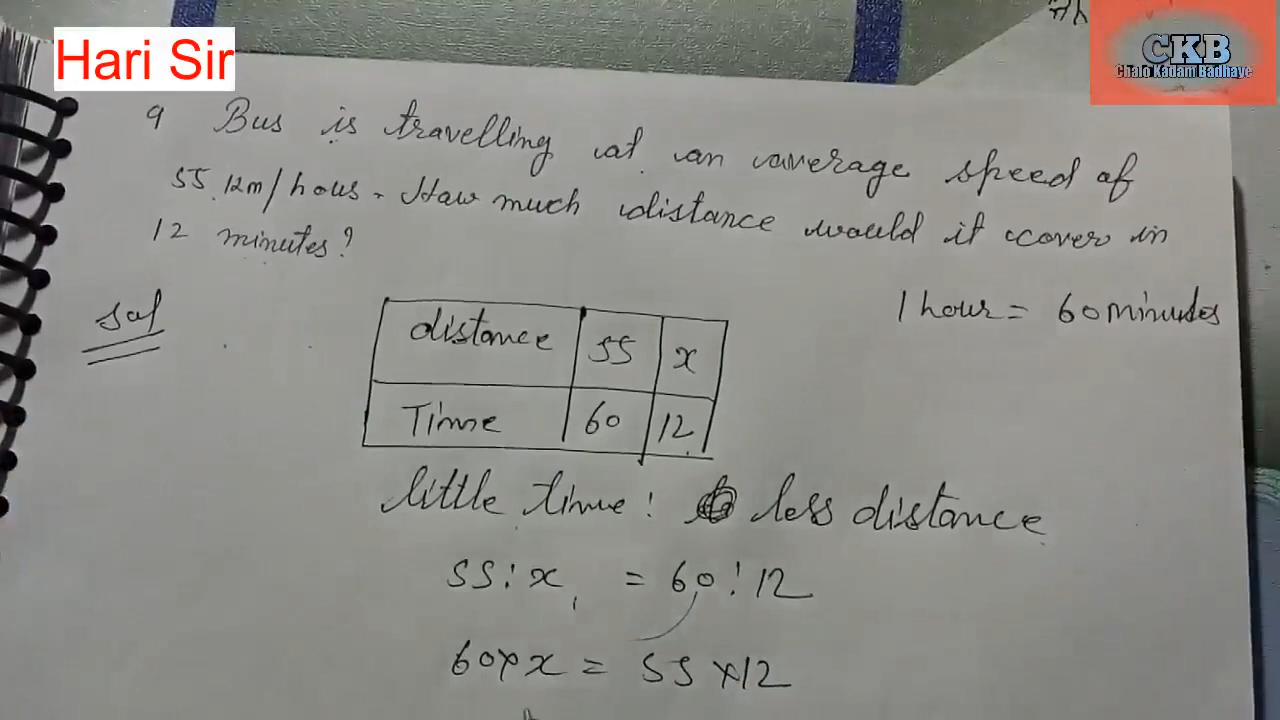 Hari Sir
CKB
Chalo Kadam Badhaye
9 Bus is travelling at an average speed of
55 km/hour. How much distance would it cover in
12 minutes?
1 hour = 60 minutes
Sol
distance 55 x
Time 60 12
little time : less distance
55 : x = 60 : 12
60 × x = 55 × 12